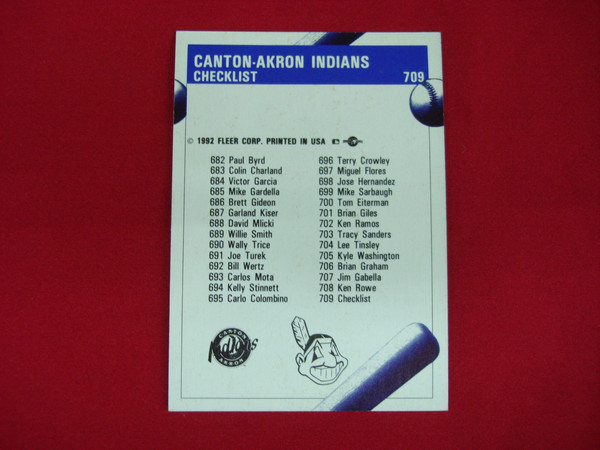 CANTON-AKRON INDIANS
CHECKLIST 709
© 1992 FLEER CORP. PRINTED IN USA
682 Paul Byrd
683 Colin Charland
684 Victor Garcia
685 Mike Gardella
686 Brett Gideon
687 Garland Kiser
688 David Mlicki
689 Willie Smith
690 Wally Trice
691 Joe Turek
692 Bill Wertz
693 Carlos Mota
694 Kelly Stinnett
695 Carlo Colombino
696 Terry Crowley
697 Miguel Flores
698 Jose Hernandez
699 Mike Sarbaugh
700 Tom Eiterman
701 Brian Giles
702 Ken Ramos
703 Tracy Sanders
704 Lee Tinsley
705 Kyle Washington
706 Brian Graham
707 Jim Gabella
708 Ken Rowe
709 Checklist
CANTON
Indians
AKRON